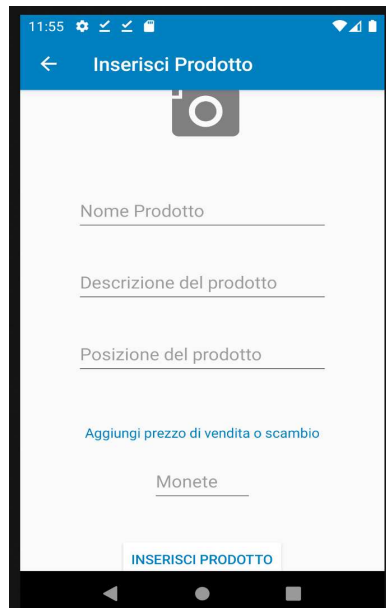 11:55
Inserisci Prodotto
Nome Prodotto
Descrizione del prodotto
Posizione del prodotto
Aggiungi prezzo di vendita o scambio
Monete
INSERISCI PRODOTTO